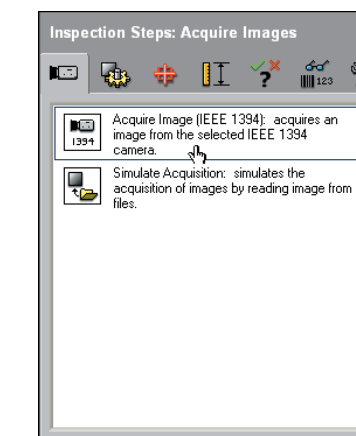 Inspection Steps: Acquire Images
123
1394
Acquire Image (IEEE 1394): acquires an
image from the selected IEEE 1394
camera.
Simulate Acquisition: simulates the
acquisition of images by reading image from
files.